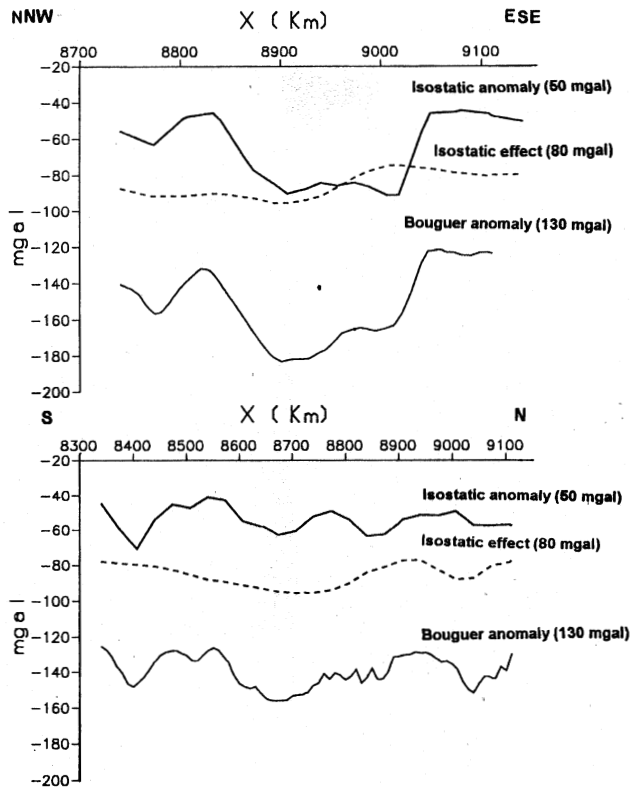 NNW X ( Km) ESE
8700 8800 8900 9000 9100
-20
Isostatic anomaly (50 mgal)
-40
-60
Isostatic effect (80 mgal)
-80
-100
Bouguer anomaly (130 mgal)
-120
-140
-160
-180
-200
mgal
S X ( Km) N
8300 8400 8500 8600 8700 8800 8900 9000 9100
-20
-40
Isostatic anomaly (50 mgal)
-60
Isostatic effect (80 mgal)
-80
-100
-120
Bouguer anomaly (130 mgal)
-140
-160
-180
-200
mgal